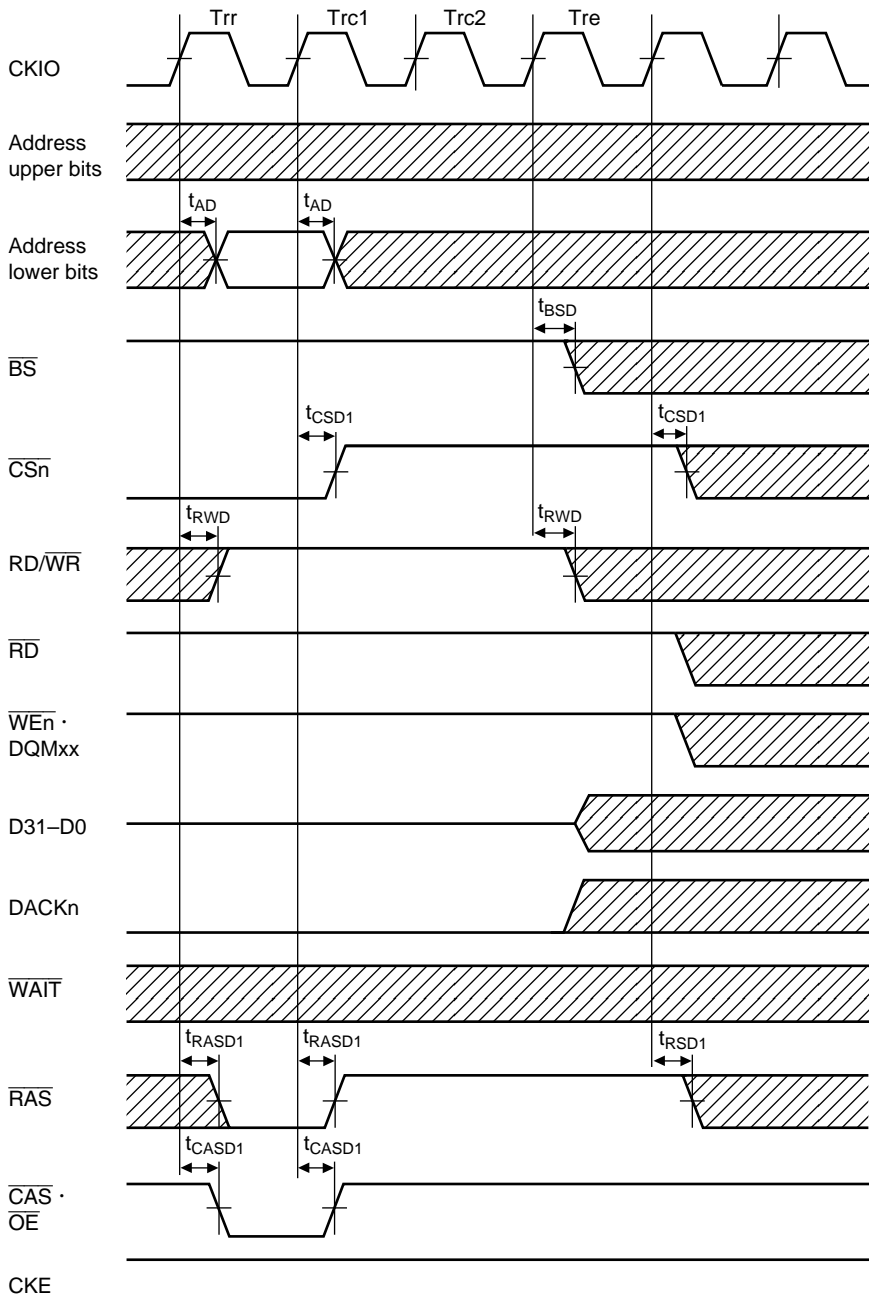 Trr Trc1 Trc2 Tre
CKIO
Address
upper bits
tAD tAD
Address
lower bits
tBSD
BS
tCSD1 tCSD1
CSn
tRWD tRWD
RD/WR
RD
WEn ·
DQMxx
D31–D0
DACKn
WAIT
tRASD1 tRASD1 tRSD1
RAS
tCASD1 tCASD1
CAS ·
OE
CKE